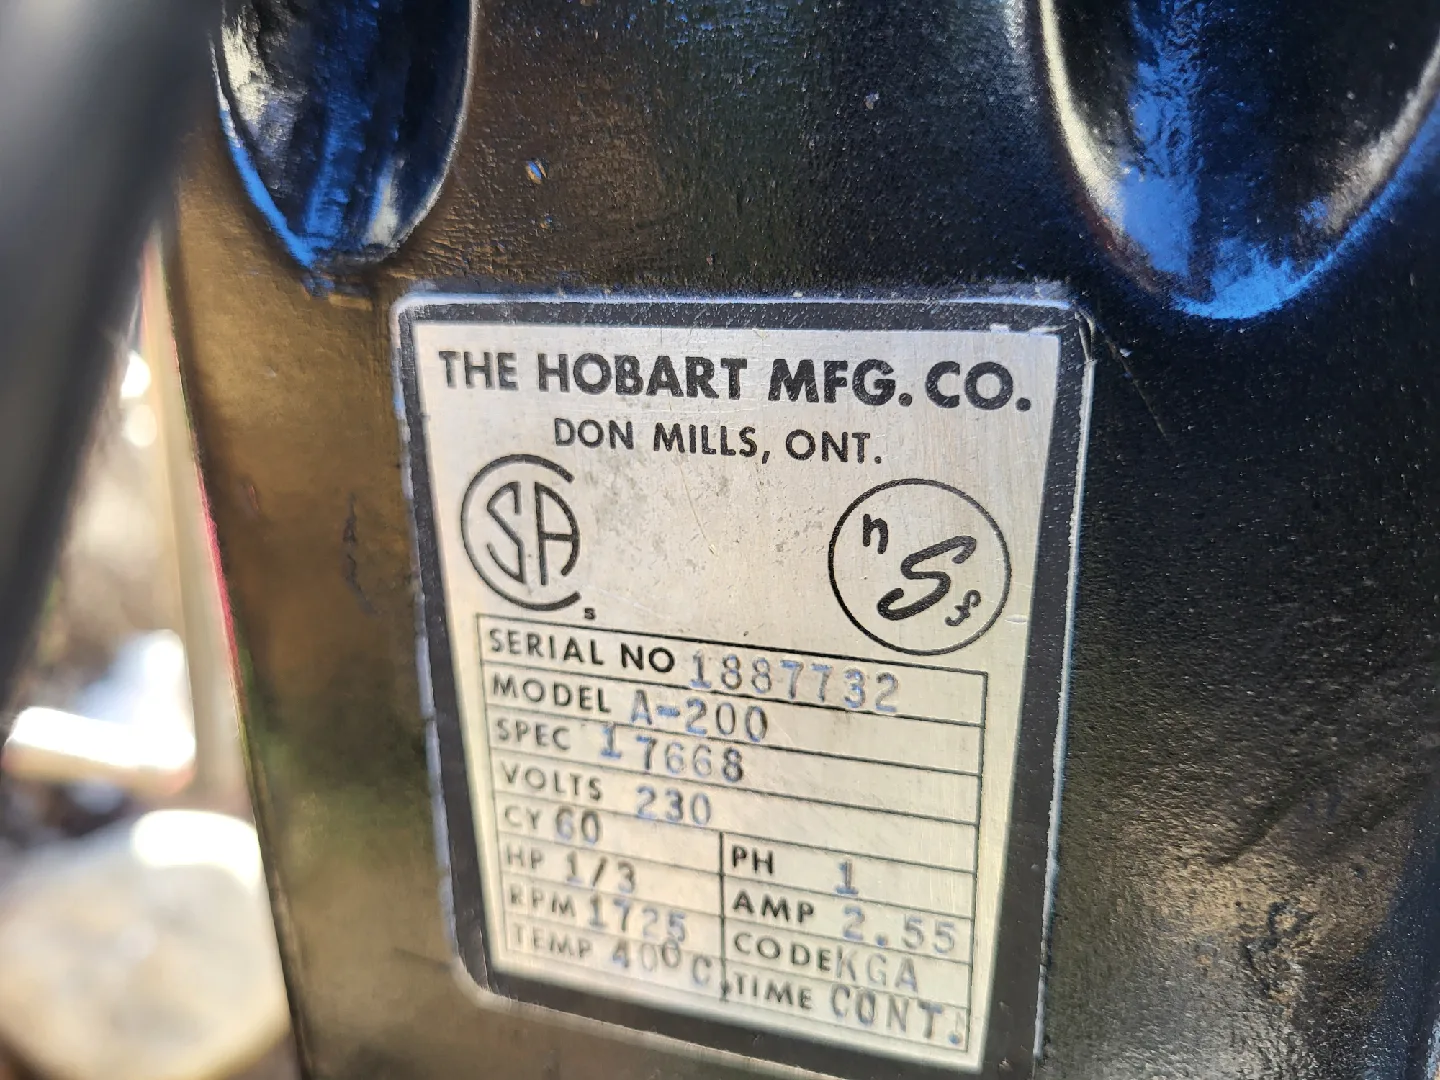 THE HOBART MFG. CO.
DON MILLS, ONT.
CSA s
n S f
SERIAL NO 1887732
MODEL A-200
SPEC 17668
VOLTS 230
CY 60 PH 1
HP 1/3 AMP 2.55
RPM 1725 CODE KGA
TEMP 40°C. TIME CONT.